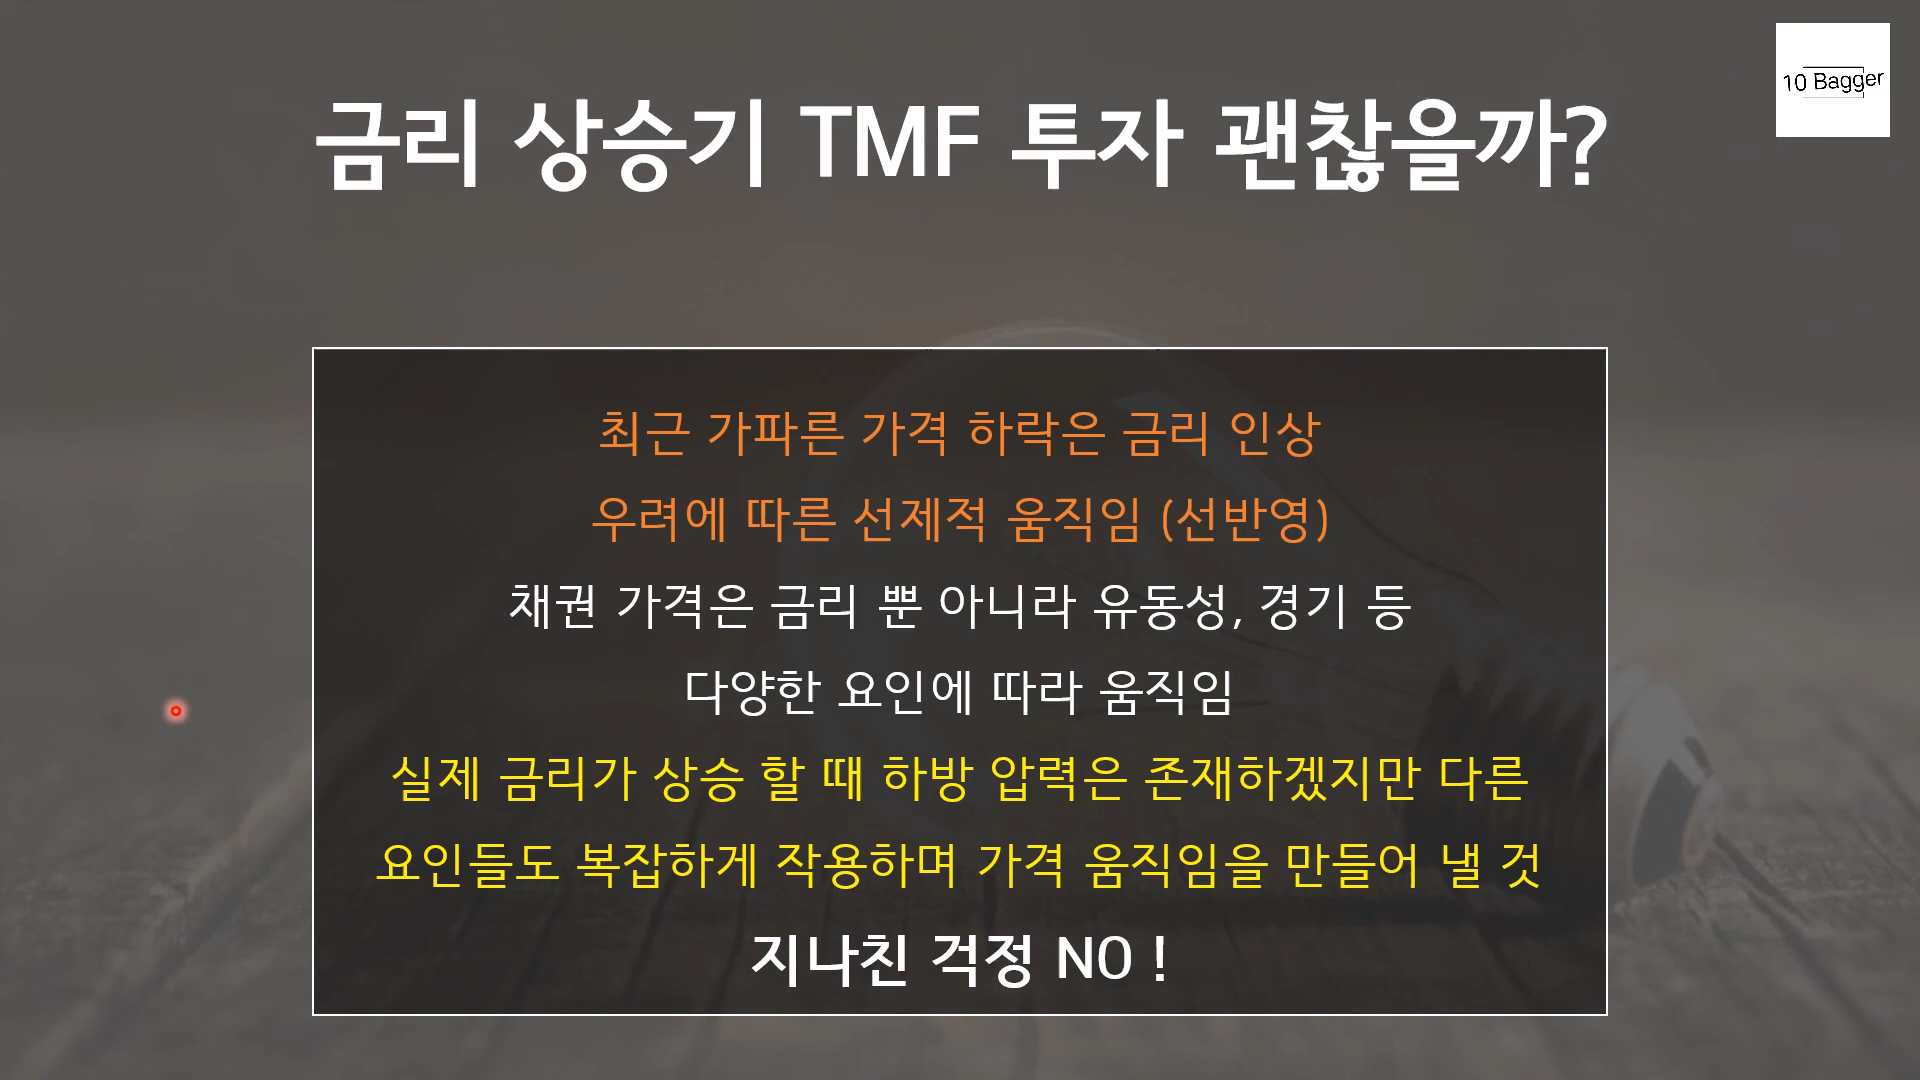 10 Bagger
금리 상승기 TMF 투자 괜찮을까?
최근 가파른 가격 하락은 금리 인상
우려에 따른 선제적 움직임 (선반영)
채권 가격은 금리 뿐 아니라 유동성, 경기 등
다양한 요인에 따라 움직임
실제 금리가 상승 할 때 하방 압력은 존재하겠지만 다른
요인들도 복잡하게 작용하며 가격 움직임을 만들어 낼 것
지나친 걱정 NO !